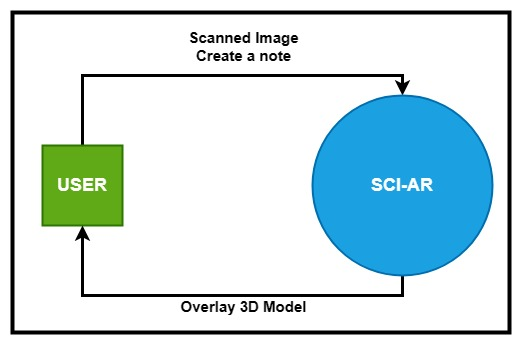 Scanned Image
Create a note
USER
SCI-AR
Overlay 3D Model